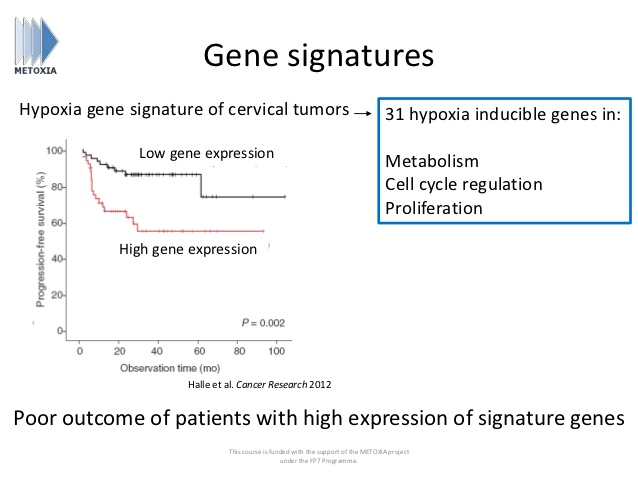 METOXIA
Gene signatures
Hypoxia gene signature of cervical tumors
31 hypoxia inducible genes in:
Metabolism
Cell cycle regulation
Proliferation
Low gene expression
High gene expression
Progression-free survival (%)
100
80
60
40
20
0
P = 0.002
0 20 40 60 80 100
Observation time (mo)
Halle et al. Cancer Research 2012
Poor outcome of patients with high expression of signature genes
This course is funded with the support of the METOXIA project
under the FP7 Programme.